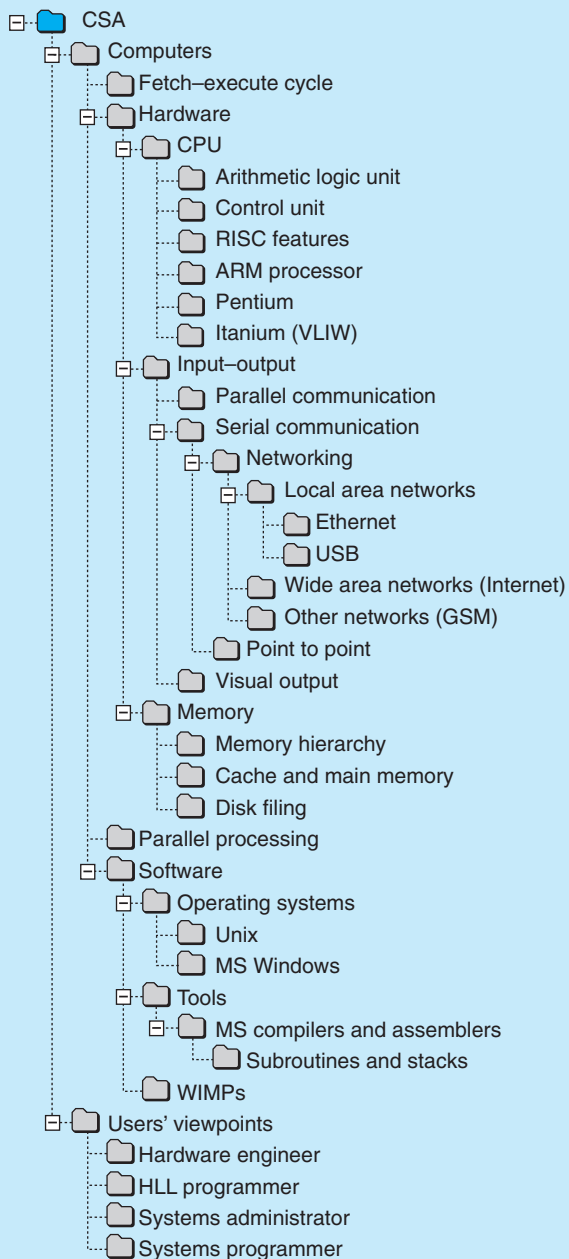 CSA
Computers
Fetch–execute cycle
Hardware
CPU
Arithmetic logic unit
Control unit
RISC features
ARM processor
Pentium
Itanium (VLIW)
Input–output
Parallel communication
Serial communication
Networking
Local area networks
Ethernet
USB
Wide area networks (Internet)
Other networks (GSM)
Point to point
Visual output
Memory
Memory hierarchy
Cache and main memory
Disk filing
Parallel processing
Software
Operating systems
Unix
MS Windows
Tools
MS compilers and assemblers
Subroutines and stacks
WIMPs
Users’ viewpoints
Hardware engineer
HLL programmer
Systems administrator
Systems programmer